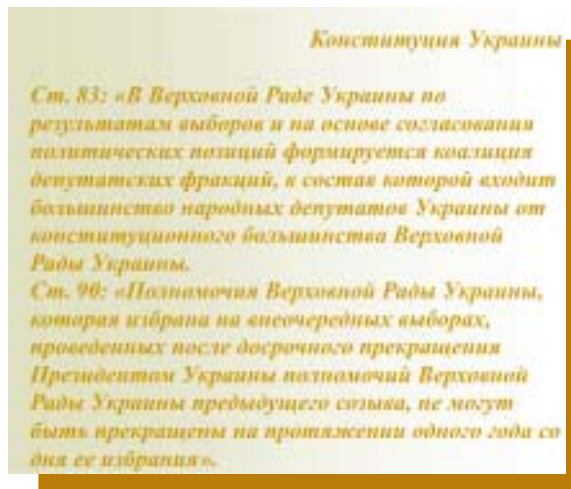 Конституция Украины
Ст. 83: «В Верховной Раде Украины по
результатам выборов и на основе согласования
политических позиций формируется коалиция
депутатских фракций, в состав которой входит
большинство народных депутатов Украины от
конституционного большинства Верховной
Рады Украины.
Ст. 90: «Полномочия Верховной Рады Украины,
которая избрана на внеочередных выборах,
проведенных после досрочного прекращения
Президентом Украины полномочий Верховной
Рады Украины предыдущего созыва, не могут
быть прекращены на протяжении одного года со
дня ее избрания».